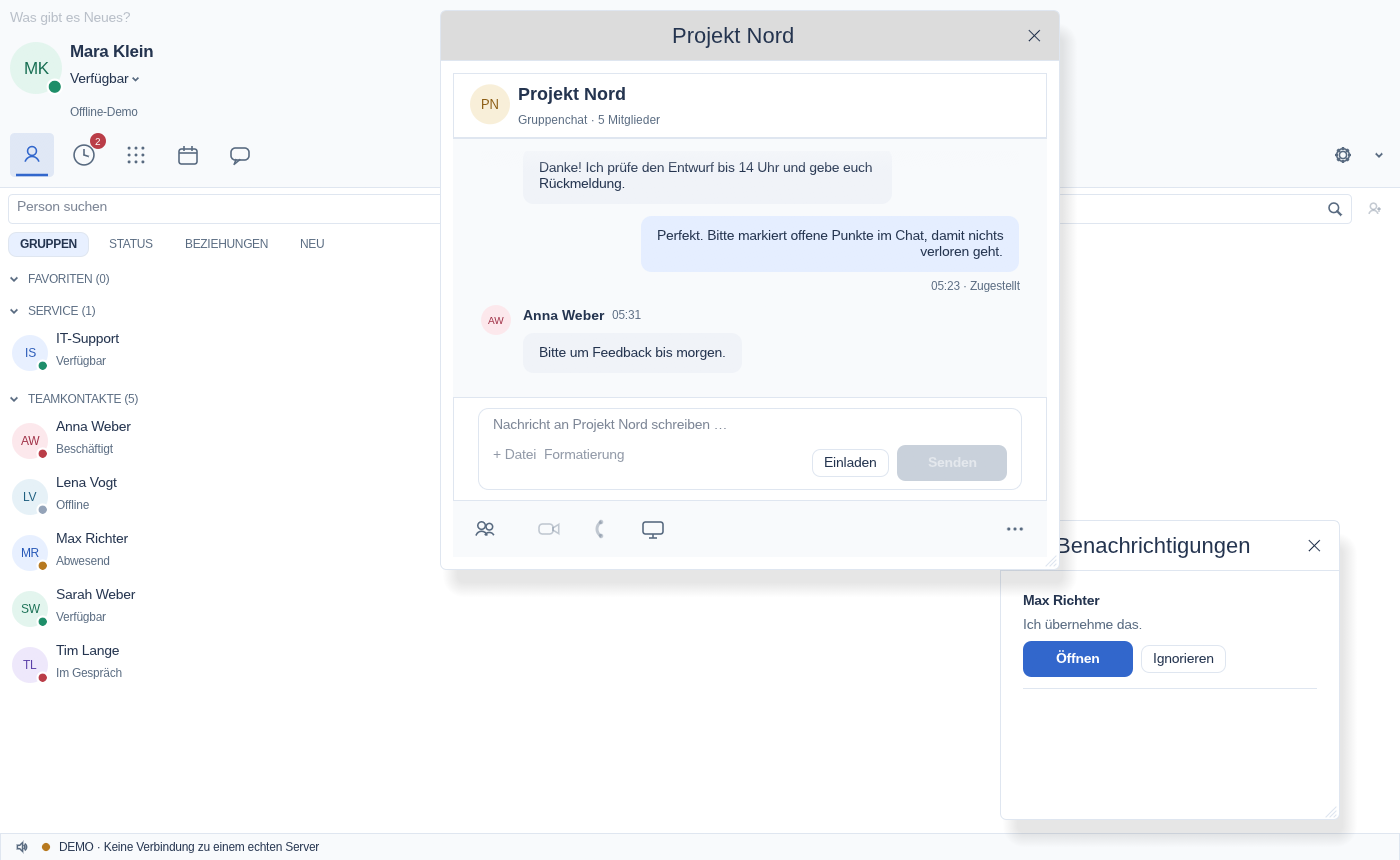 Was gibt es Neues?
MK
Mara Klein
Verfügbar
Offline-Demo
2
Person suchen
GRUPPEN STATUS BEZIEHUNGEN NEU
FAVORITEN (0)
SERVICE (1)
IS
IT-Support
Verfügbar
TEAMKONTAKTE (5)
AW
Anna Weber
Beschäftigt
LV
Lena Vogt
Offline
MR
Max Richter
Abwesend
SW
Sarah Weber
Verfügbar
TL
Tim Lange
Im Gespräch
Projekt Nord
PN
Projekt Nord
Gruppenchat · 5 Mitglieder
Danke! Ich prüfe den Entwurf bis 14 Uhr und gebe euch
Rückmeldung.
Perfekt. Bitte markiert offene Punkte im Chat, damit nichts
verloren geht.
05:23 · Zugestellt
AW
Anna Weber 05:31
Bitte um Feedback bis morgen.
Nachricht an Projekt Nord schreiben …
+ Datei Formatierung
Einladen Senden
Benachrichtigungen
Max Richter
Ich übernehme das.
Öffnen Ignorieren
DEMO · Keine Verbindung zu einem echten Server